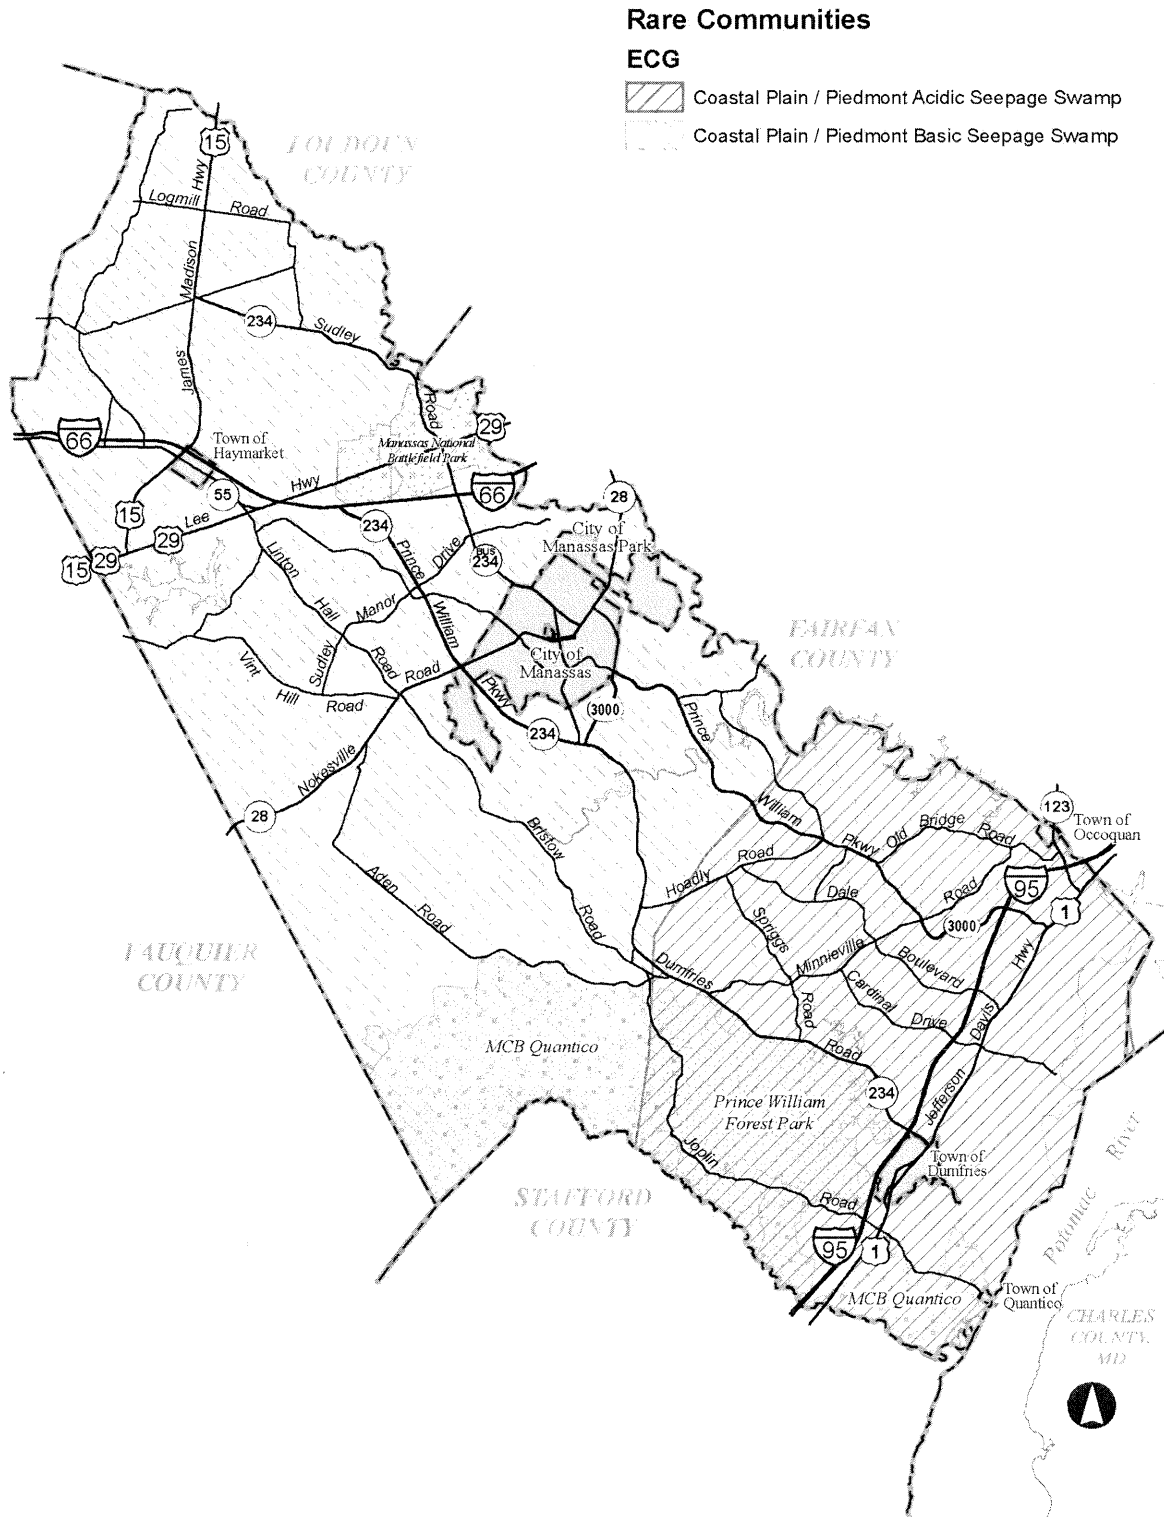 Rare Communities
ECG
Coastal Plain / Piedmont Acidic Seepage Swamp
Coastal Plain / Piedmont Basic Seepage Swamp
LOUDOUN
COUNTY
15
Hwy
Logmill Road
Madison
234
Sudley
James
Road
29
66
Town of
Haymarket
Manassas National
Battlefield Park
55
Hwy
66
28
15
Lee
29
234
City of
Manassas Park
29
15
Prince
Drive
BUS
234
Linton
Hall
Manor
William
FAIRFAX
COUNTY
Sudley
Road
Road
City of
Manassas
Vint
Hill
Road
Pkwy
3000
Prince
234
Nokesville
28
William
123
Town of
Occoquan
Bristow
Pkwy
Old
Bridge
Road
Road
Hoadly
Aden
Road
Dale
Road
95
1
Spriggs
3000
Road
FAUQUIER
COUNTY
Dumfries
Minnieville
Boulevard
Hwy
Cardinal
Drive
Road
Davis
MCB Quantico
Road
234
Jefferson
Prince William
Forest Park
Joplin
Town of
Dumfries
River
STAFFORD
COUNTY
Road
Potomac
95
1
MCB Quantico
Town of
Quantico
CHARLES
COUNTY,
MD